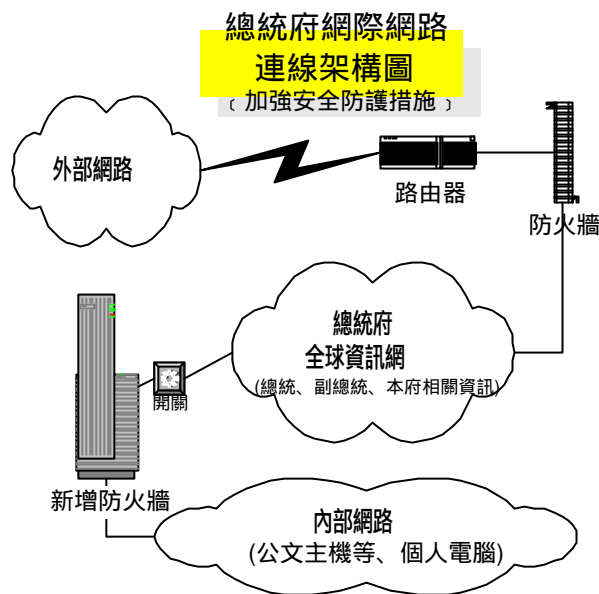 總統府網際網路
連線架構圖
﹝加強安全防護措施﹞
外部網路
路由器
防火牆
總統府
全球資訊網
(總統、副總統、本府相關資訊)
開關
新增防火牆
內部網路
(公文主機等、個人電腦)